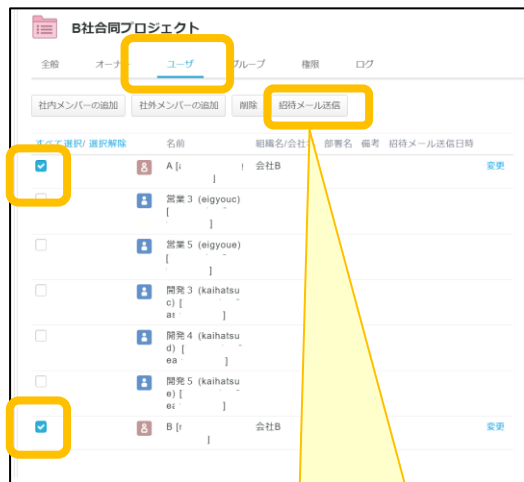 B社合同プロジェクト
全般 オーナー ユーザ グループ 権限 ログ
社内メンバーの追加 社外メンバーの追加 削除 招待メール送信
すべて選択/ 選択解除 名前 組織名/会社 部署名 備考 招待メール送信日時
A [ 会社B 変更
]
営業3 (eigyouc)
[
]
営業5 (eigyoue)
[
]
開発3 (kaihatsu
c) [
]
開発4 (kaihatsu
d) [
ea ]
開発5 (kaihatsu
e) [
]
B [ 会社B 変更
]